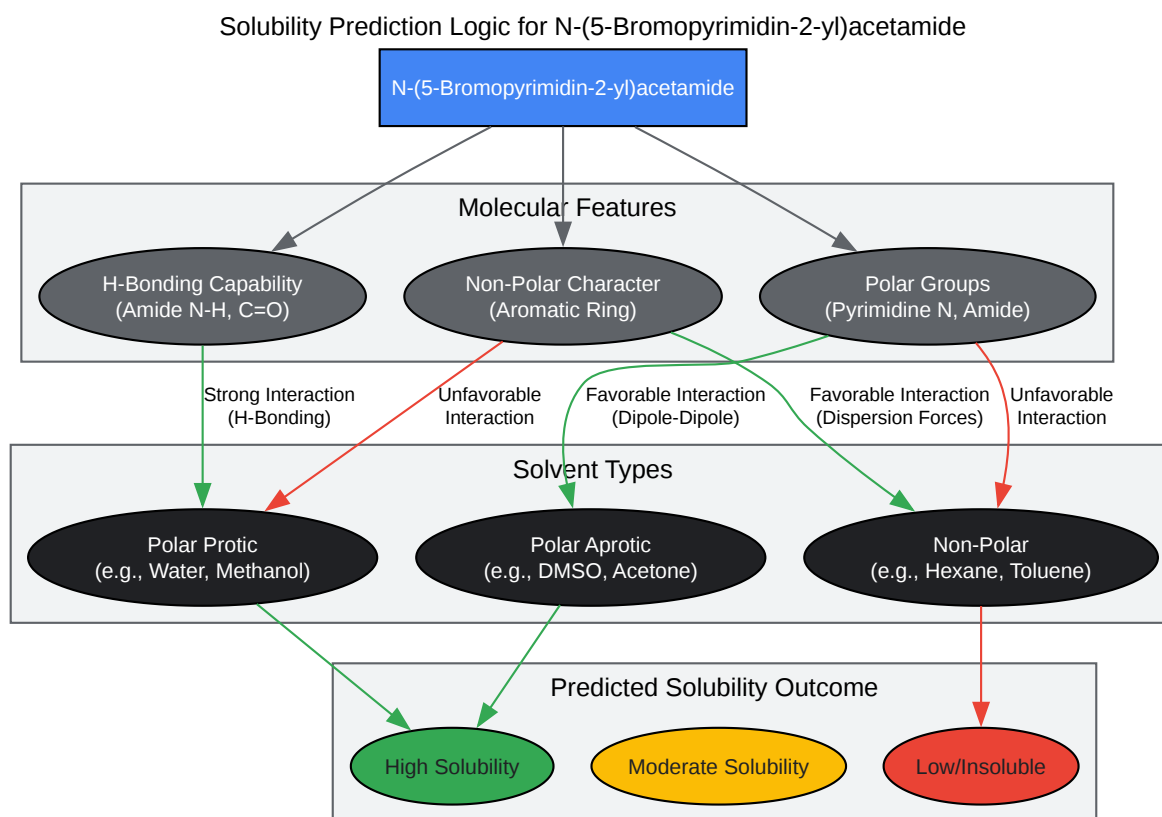 Solubility Prediction Logic for N-(5-Bromopyrimidin-2-yl)acetamide
N-(5-Bromopyrimidin-2-yl)acetamide
Molecular Features
H-Bonding Capability
(Amide N-H, C=O)
Non-Polar Character
(Aromatic Ring)
Polar Groups
(Pyrimidine N, Amide)
Strong Interaction
(H-Bonding)
Unfavorable
Interaction
Favorable Interaction
(Dipole-Dipole)
Favorable Interaction
(Dispersion Forces)
Unfavorable
Interaction
Solvent Types
Polar Protic
(e.g., Water, Methanol)
Polar Aprotic
(e.g., DMSO, Acetone)
Non-Polar
(e.g., Hexane, Toluene)
Predicted Solubility Outcome
High Solubility
Moderate Solubility
Low/Insoluble